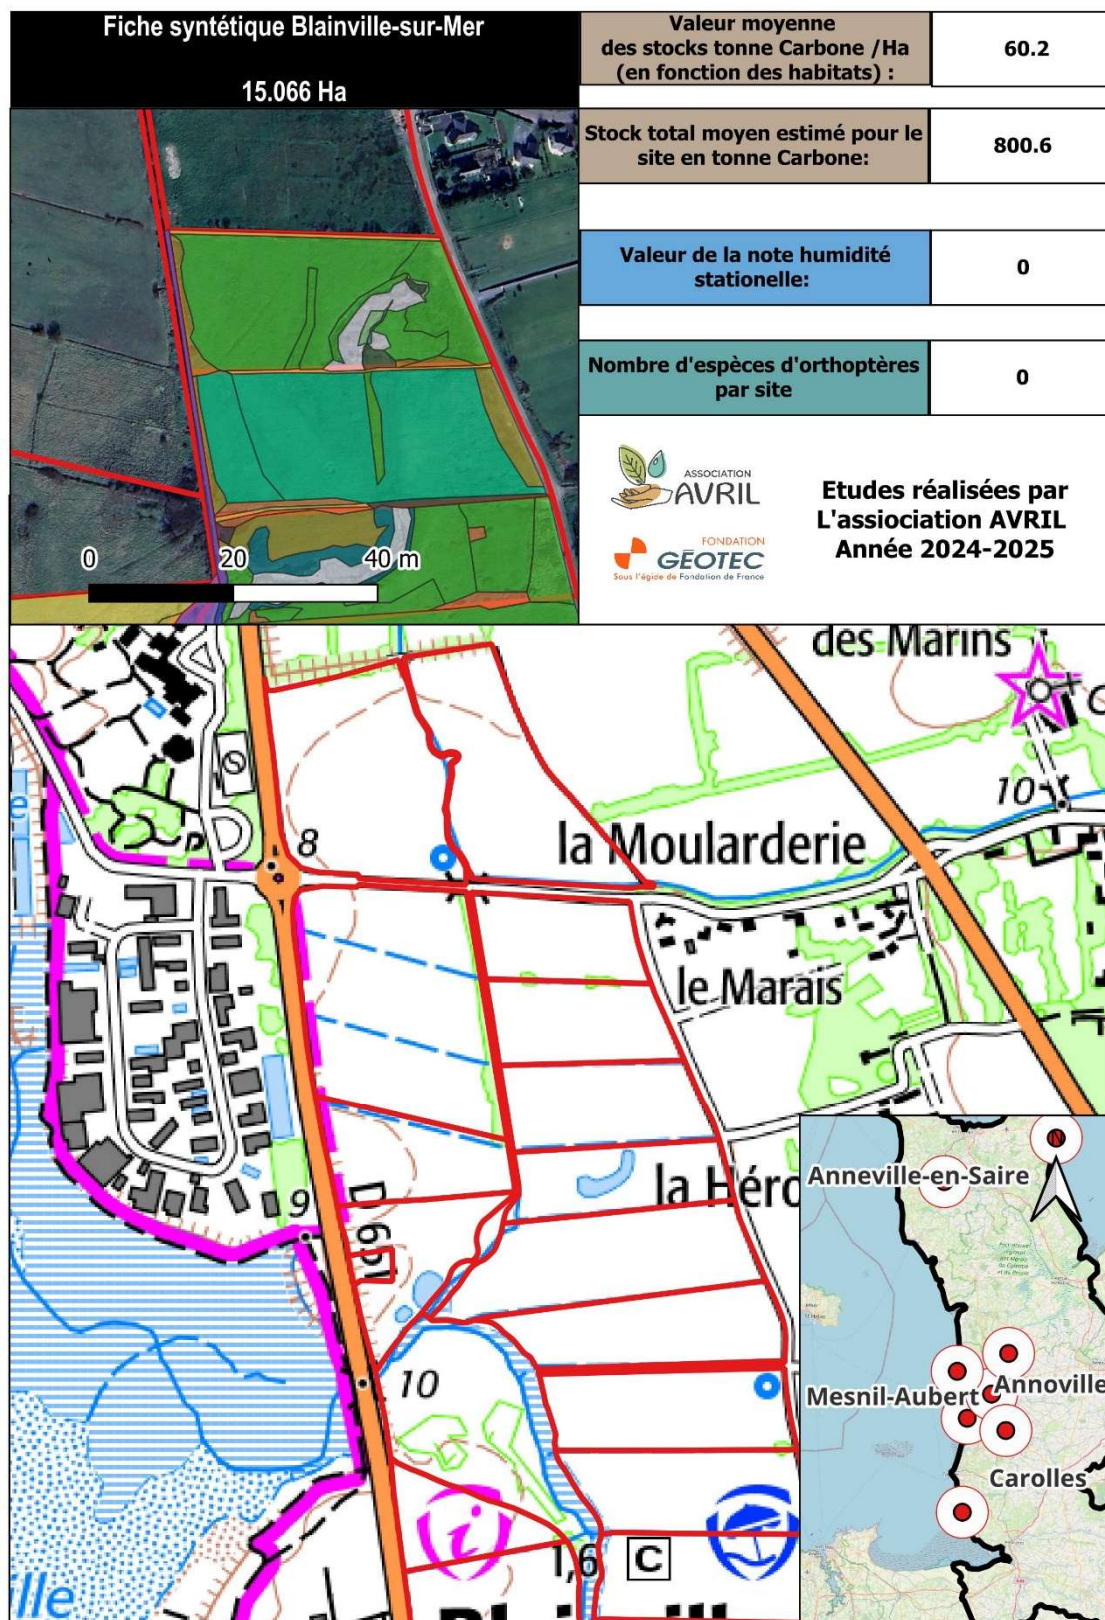 Fiche syntétique Blainville-sur-Mer
15.066 Ha
Valeur moyenne
des stocks tonne Carbone /Ha
(en fonction des habitats) :
60.2
Stock total moyen estimé pour le
site en tonne Carbone:
800.6
Valeur de la note humidité
stationelle:
0
Nombre d'espèces d'orthoptères
par site
0
ASSOCIATION
AVRIL
FONDATION
GÉOTEC
Sous l'égide de Fondation de France
Etudes réalisées par
L'assiociation AVRIL
Année 2024-2025
0 20 40 m
des Marins
10
8
la Moularderie
le Marais
la Héro
9
D 651
10
1,6
C
ille
N
Anneville-en-Saire
Mesnil-Aubert
Annoville
Carolles